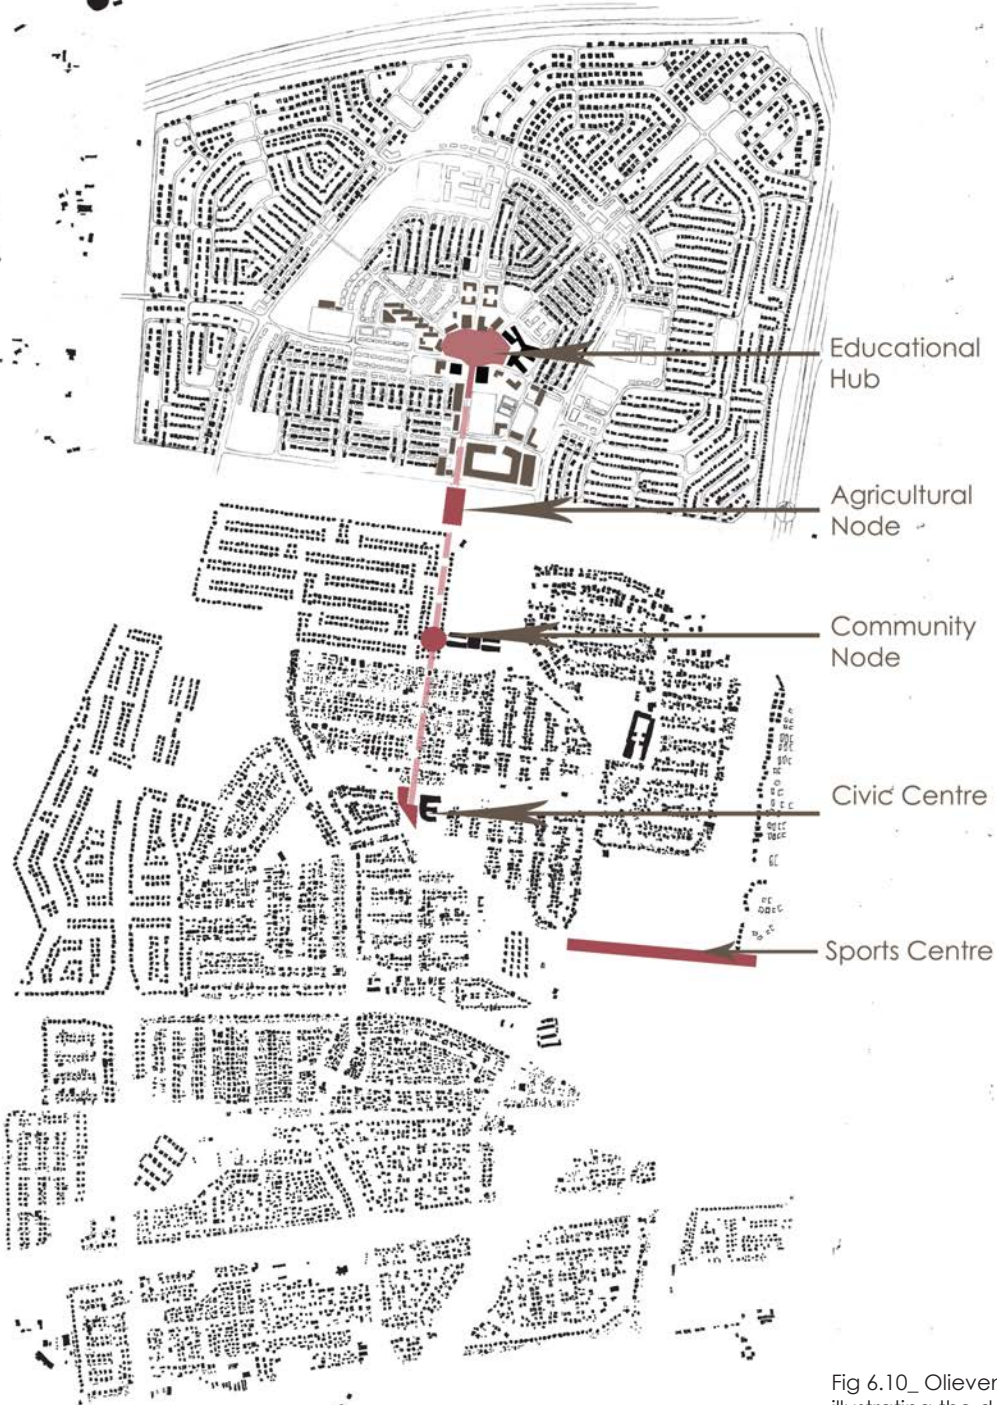 Educational
Hub
Agricultural
Node
Community
Node
Civic Centre
Sports Centre
Fig 6.10_ Oliever